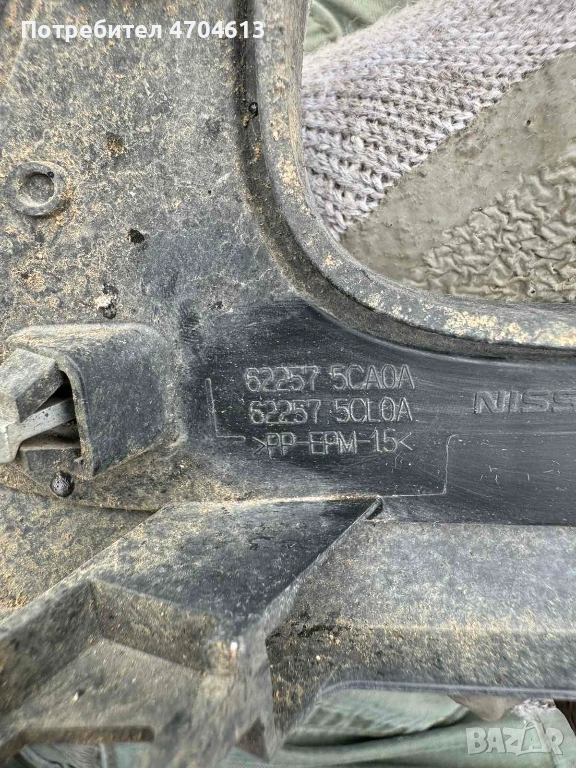 Потребител 4704613
62257 5CA0A
62257 5CL0A
NISS
>PP-EPM-15<
BAZAR